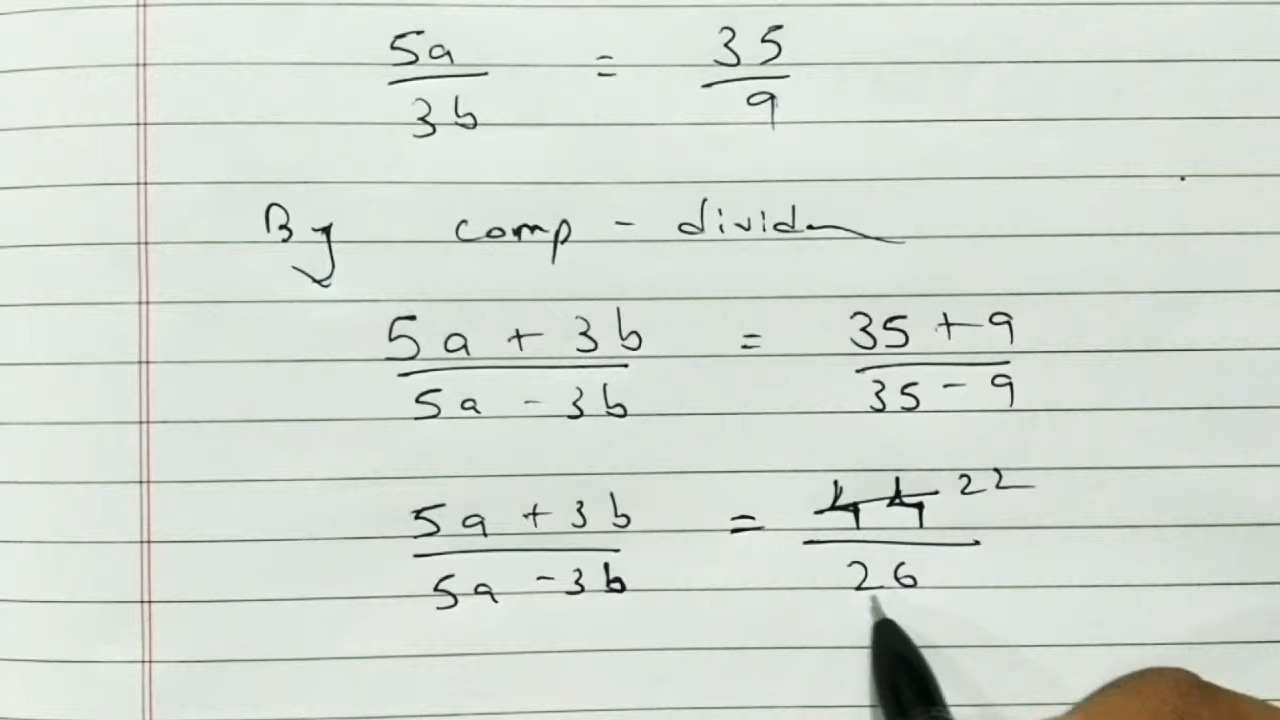 5a/3b = 35/9
By comp - dividen
5a + 3b / 5a - 3b = 35 + 9 / 35 - 9
5a + 3b / 5a - 3b = 44 22 / 26